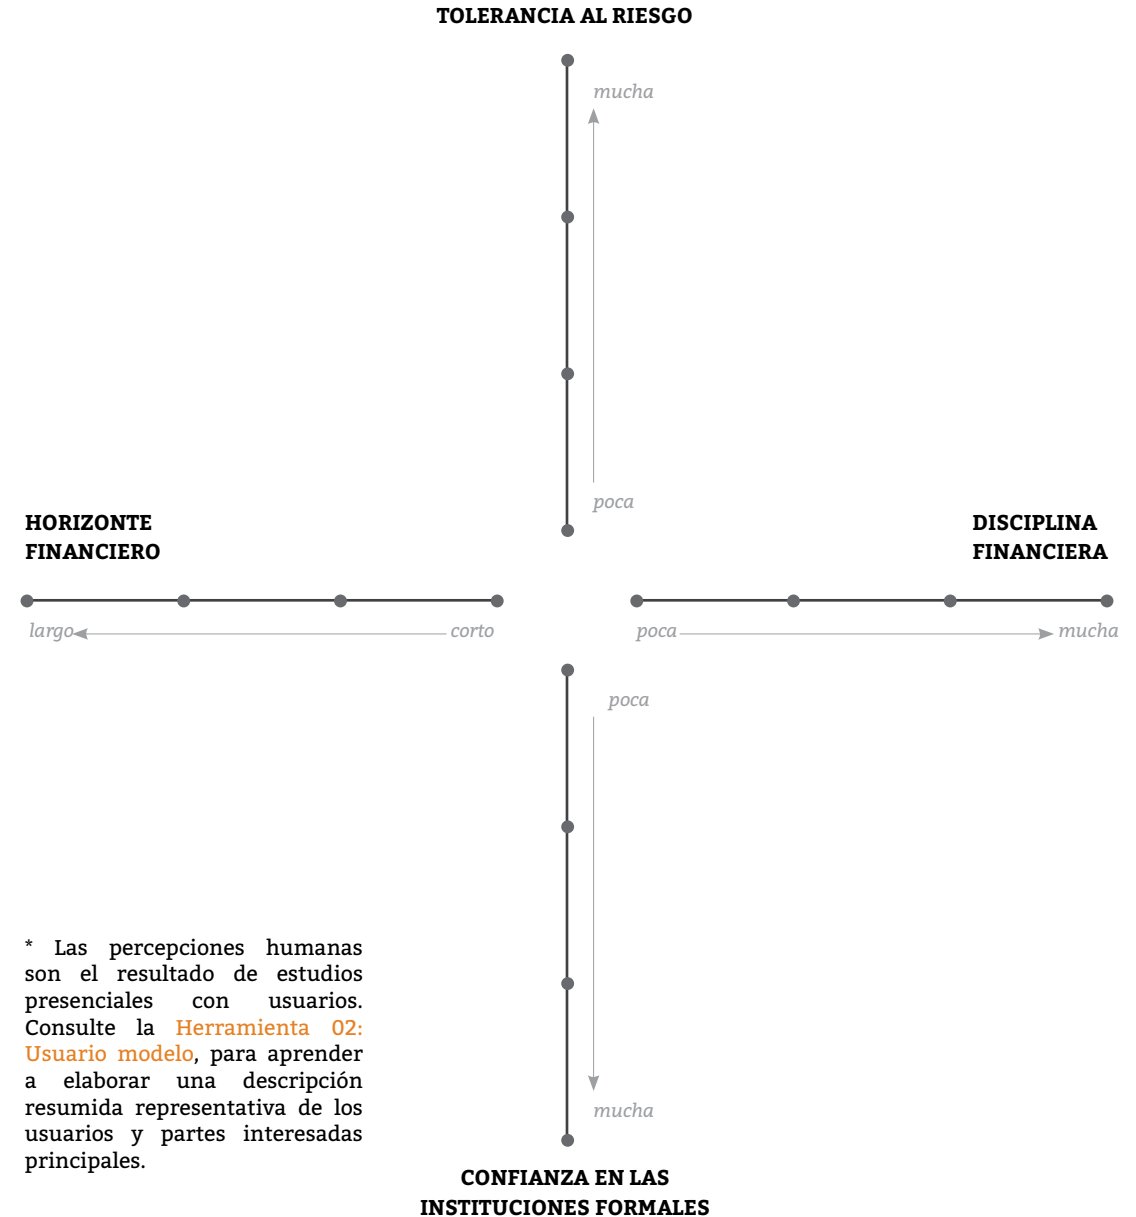 TOLERANCIA AL RIESGO
mucha
poca
HORIZONTE
FINANCIERO
DISCIPLINA
FINANCIERA
largo
corto
poca
mucha
poca
* Las percepciones humanas
son el resultado de estudios
presenciales con usuarios.
Consulte la Herramienta 02:
Usuario modelo, para aprender
a elaborar una descripción
resumida representativa de los
usuarios y partes interesadas
principales.
mucha
CONFIANZA EN LAS
INSTITUCIONES FORMALES